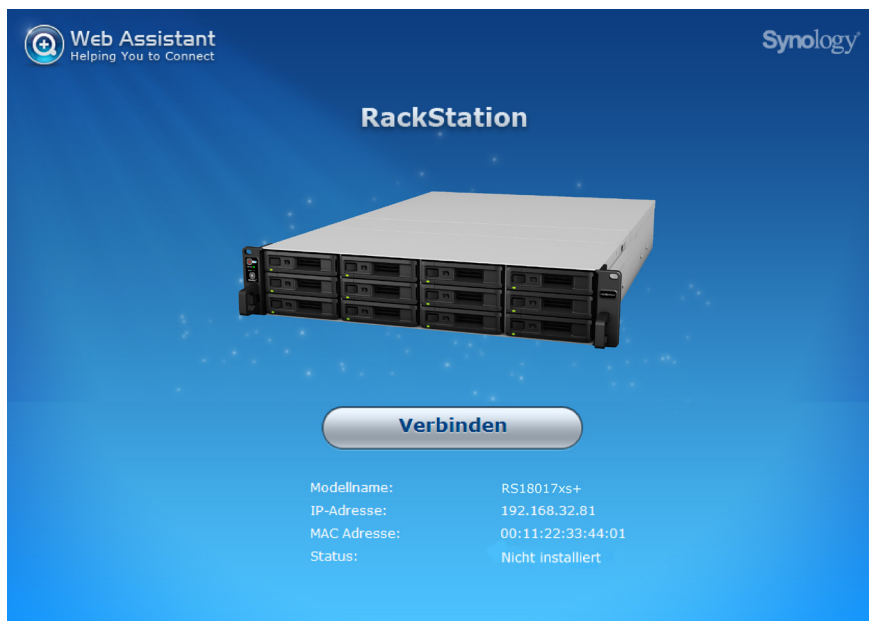 Web Assistant
Helping You to Connect
Synology
RackStation
Verbinden
Modellname: RS18017xs+
IP-Adresse: 192.168.32.81
MAC Adresse: 00:11:22:33:44:01
Status: Nicht installiert